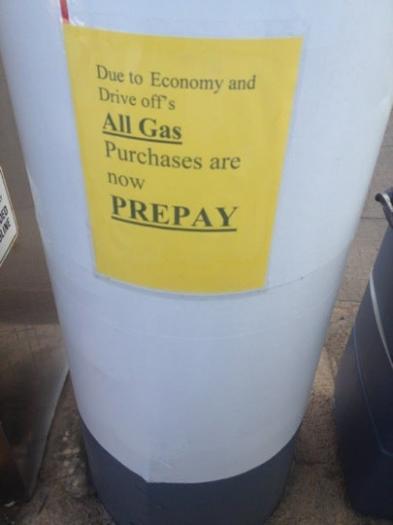 Due to Economy and
Drive off's
All Gas
Purchases are
now
PREPAY